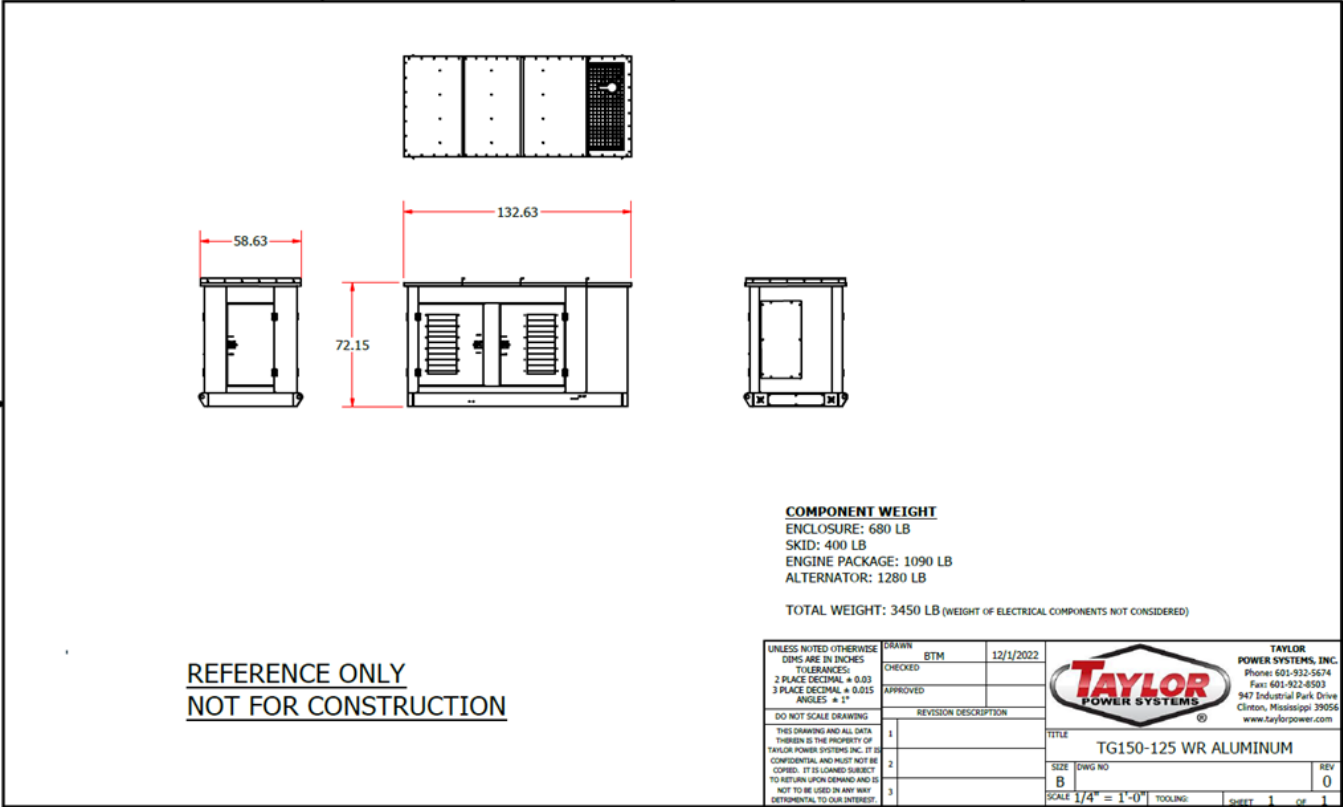 132.63
58.63
72.15
COMPONENT WEIGHT
ENCLOSURE: 680 LB
SKID: 400 LB
ENGINE PACKAGE: 1090 LB
ALTERNATOR: 1280 LB
TOTAL WEIGHT: 3450 LB (WEIGHT OF ELECTRICAL COMPONENTS NOT CONSIDERED)
REFERENCE ONLY
NOT FOR CONSTRUCTION
UNLESS NOTED OTHERWISE
DIMS ARE IN INCHES
TOLERANCES:
2 PLACE DECIMAL ± 0.03
3 PLACE DECIMAL ± 0.015
ANGLES ± 1°
DO NOT SCALE DRAWING
THIS DRAWING AND ALL DATA
THEREIN IS THE PROPERTY OF
TAYLOR POWER SYSTEMS INC. IT IS
CONFIDENTIAL AND MUST NOT BE
COPIED. IT IS LOANED SUBJECT
TO RETURN UPON DEMAND AND IS
NOT TO BE USED IN ANY WAY
DETRIMENTAL TO OUR INTEREST.
DRAWN
BTM
12/1/2022
CHECKED
APPROVED
REVISION DESCRIPTION
1
2
3
TAYLOR
POWER SYSTEMS
®
TAYLOR
POWER SYSTEMS, INC.
Phone: 601-932-5674
Fax: 601-922-8503
947 Industrial Park Drive
Clinton, Mississippi 39056
www.taylorpower.com
TITLE
TG150-125 WR ALUMINUM
SIZE
B
DWG NO
REV
0
SCALE 1/4" = 1'-0"
TOOLING:
SHEET 1 OF 1